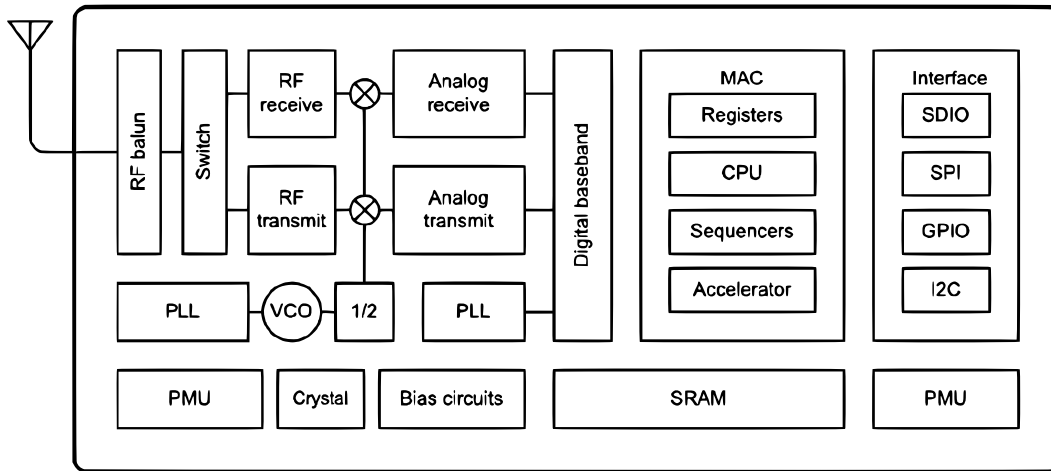 RF balun
Switch
RF
receive
Analog
receive
RF
transmit
Analog
transmit
Digital baseband
PLL
VCO
1/2
PLL
MAC
Registers
CPU
Sequencers
Accelerator
Interface
SDIO
SPI
GPIO
I2C
PMU
Crystal
Bias circuits
SRAM
PMU